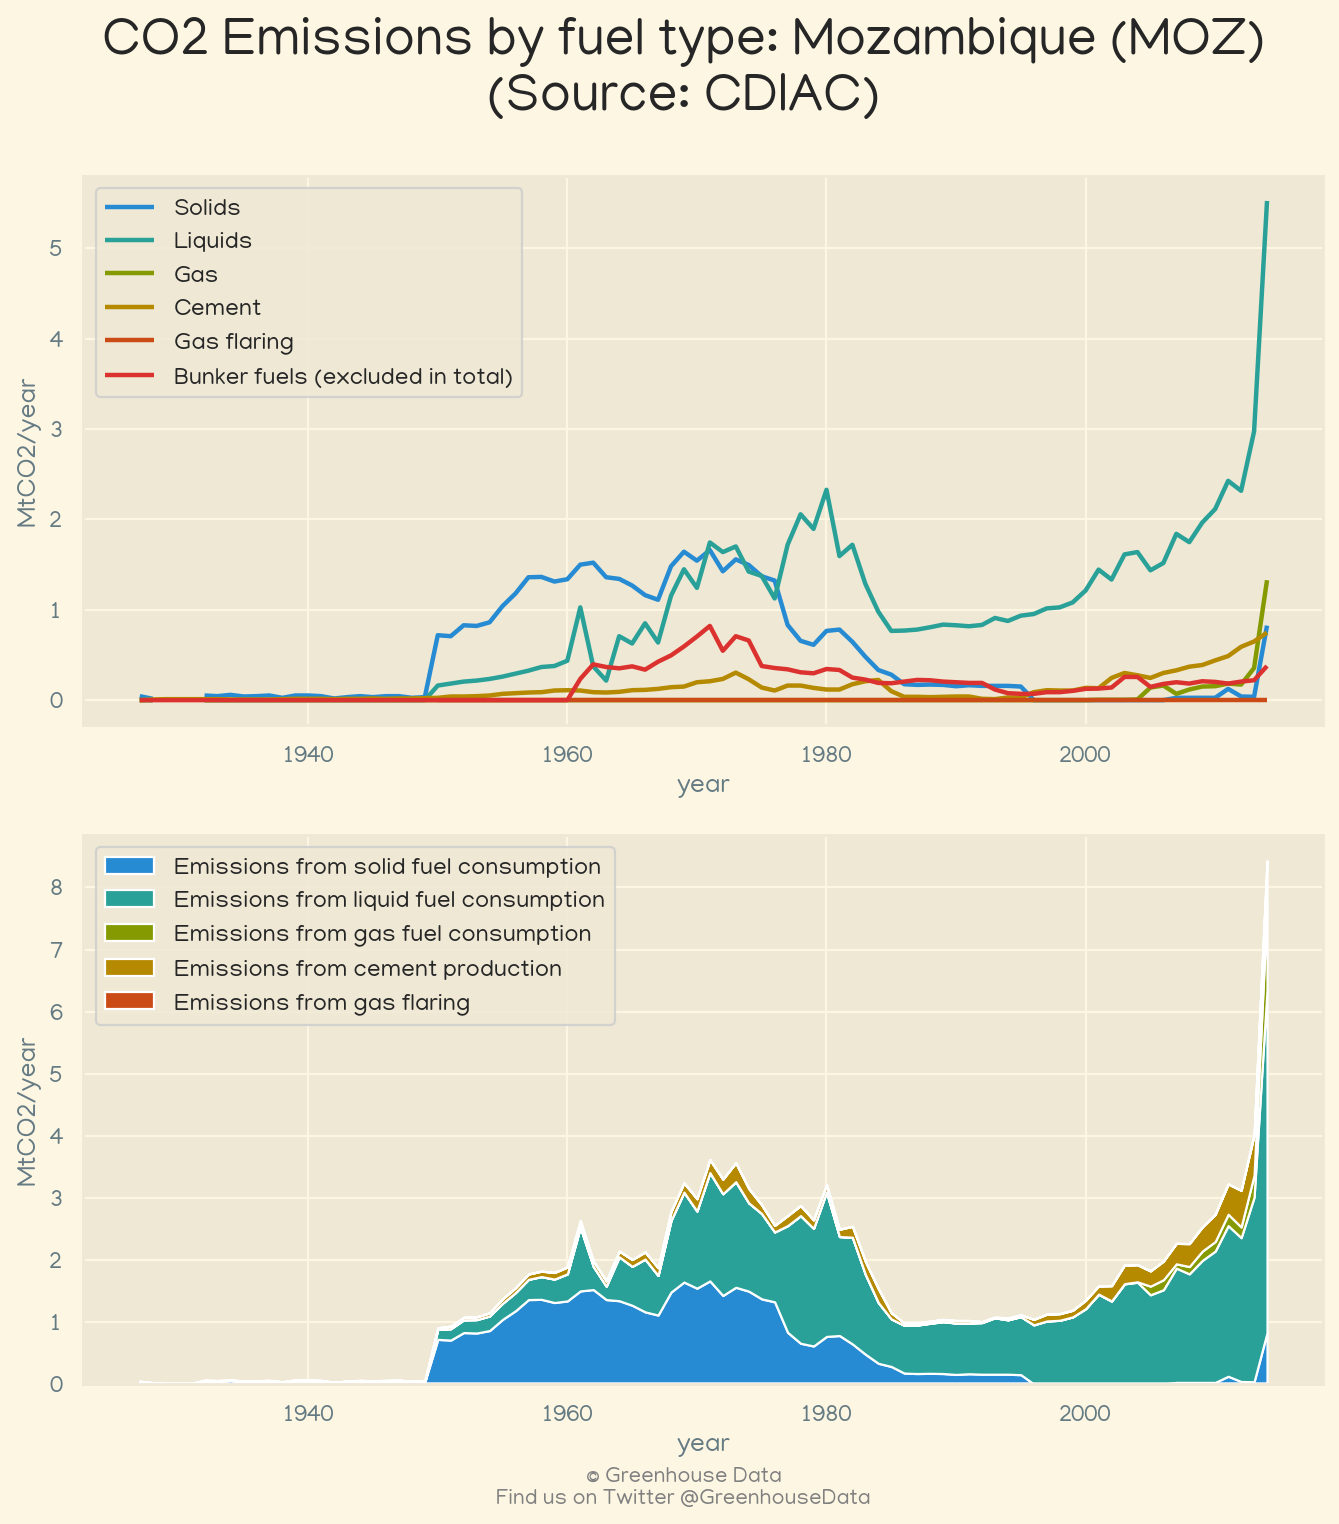 CO2 Emissions by fuel type: Mozambique (MOZ)
(Source: CDIAC)
Solids
Liquids
Gas
Cement
Gas flaring
Bunker fuels (excluded in total)
5
4
3
2
1
0
MtCO2/year
1940
1960
1980
2000
year
Emissions from solid fuel consumption
Emissions from liquid fuel consumption
Emissions from gas fuel consumption
Emissions from cement production
Emissions from gas flaring
8
7
6
5
4
3
2
1
0
MtCO2/year
1940
1960
1980
2000
year
© Greenhouse Data
Find us on Twitter @GreenhouseData